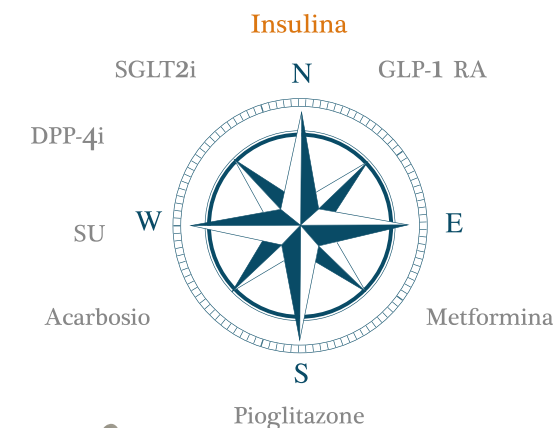 Insulina
SGLT2i
N
GLP-1 RA
DPP-4i
SU
W
E
Acarbosio
Metformina
S
Pioglitazone